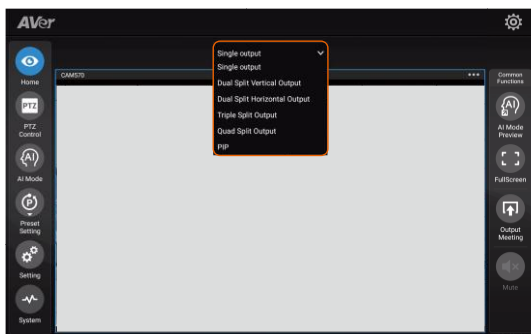 AVer
Single output
Single output
Dual Split Vertical Output
Dual Split Horizontal Output
Triple Split Output
Quad Split Output
PIP
CAM570
Home
PTZ
PTZ
Control
AI
AI Mode
P
Preset
Setting
Setting
System
Common
Functions
AI
AI Mode
Preview
FullScreen
Output
Meeting
Mute